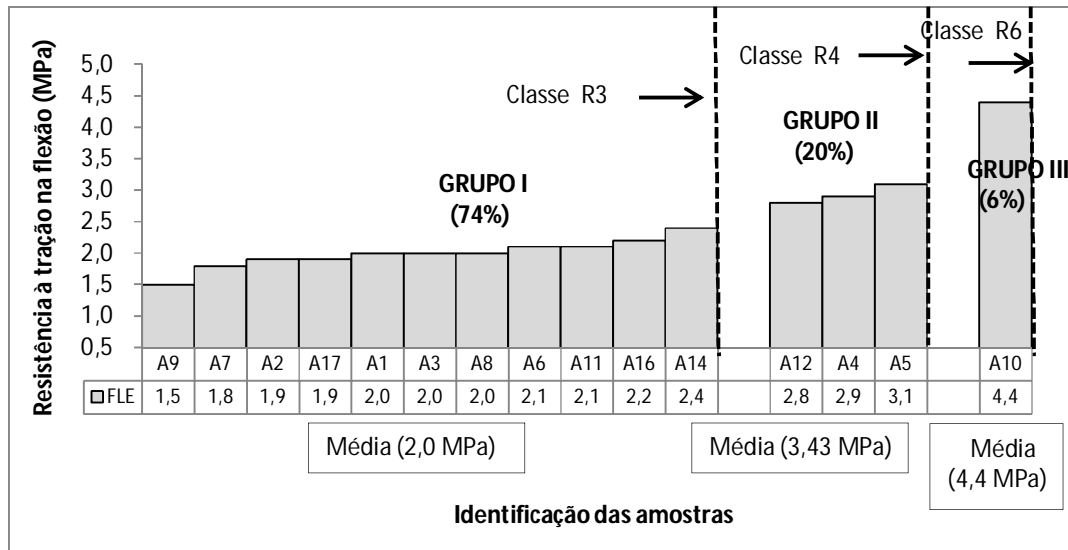 Resistência à tração na flexão (MPa)
5,0
4,5
4,0
3,5
3,0
2,5
2,0
1,5
1,0
0,5
Classe R3
Classe R4
Classe R6
GRUPO I
(74%)
GRUPO II
(20%)
GRUPO III
(6%)
A9 A7 A2 A17 A1 A3 A8 A6 A11 A16 A14 A12 A4 A5 A10
FLE 1,5 1,8 1,9 1,9 2,0 2,0 2,0 2,1 2,1 2,2 2,4 2,8 2,9 3,1 4,4
Média (2,0 MPa)
Média (3,43 MPa)
Média
(4,4 MPa)
Identificação das amostras